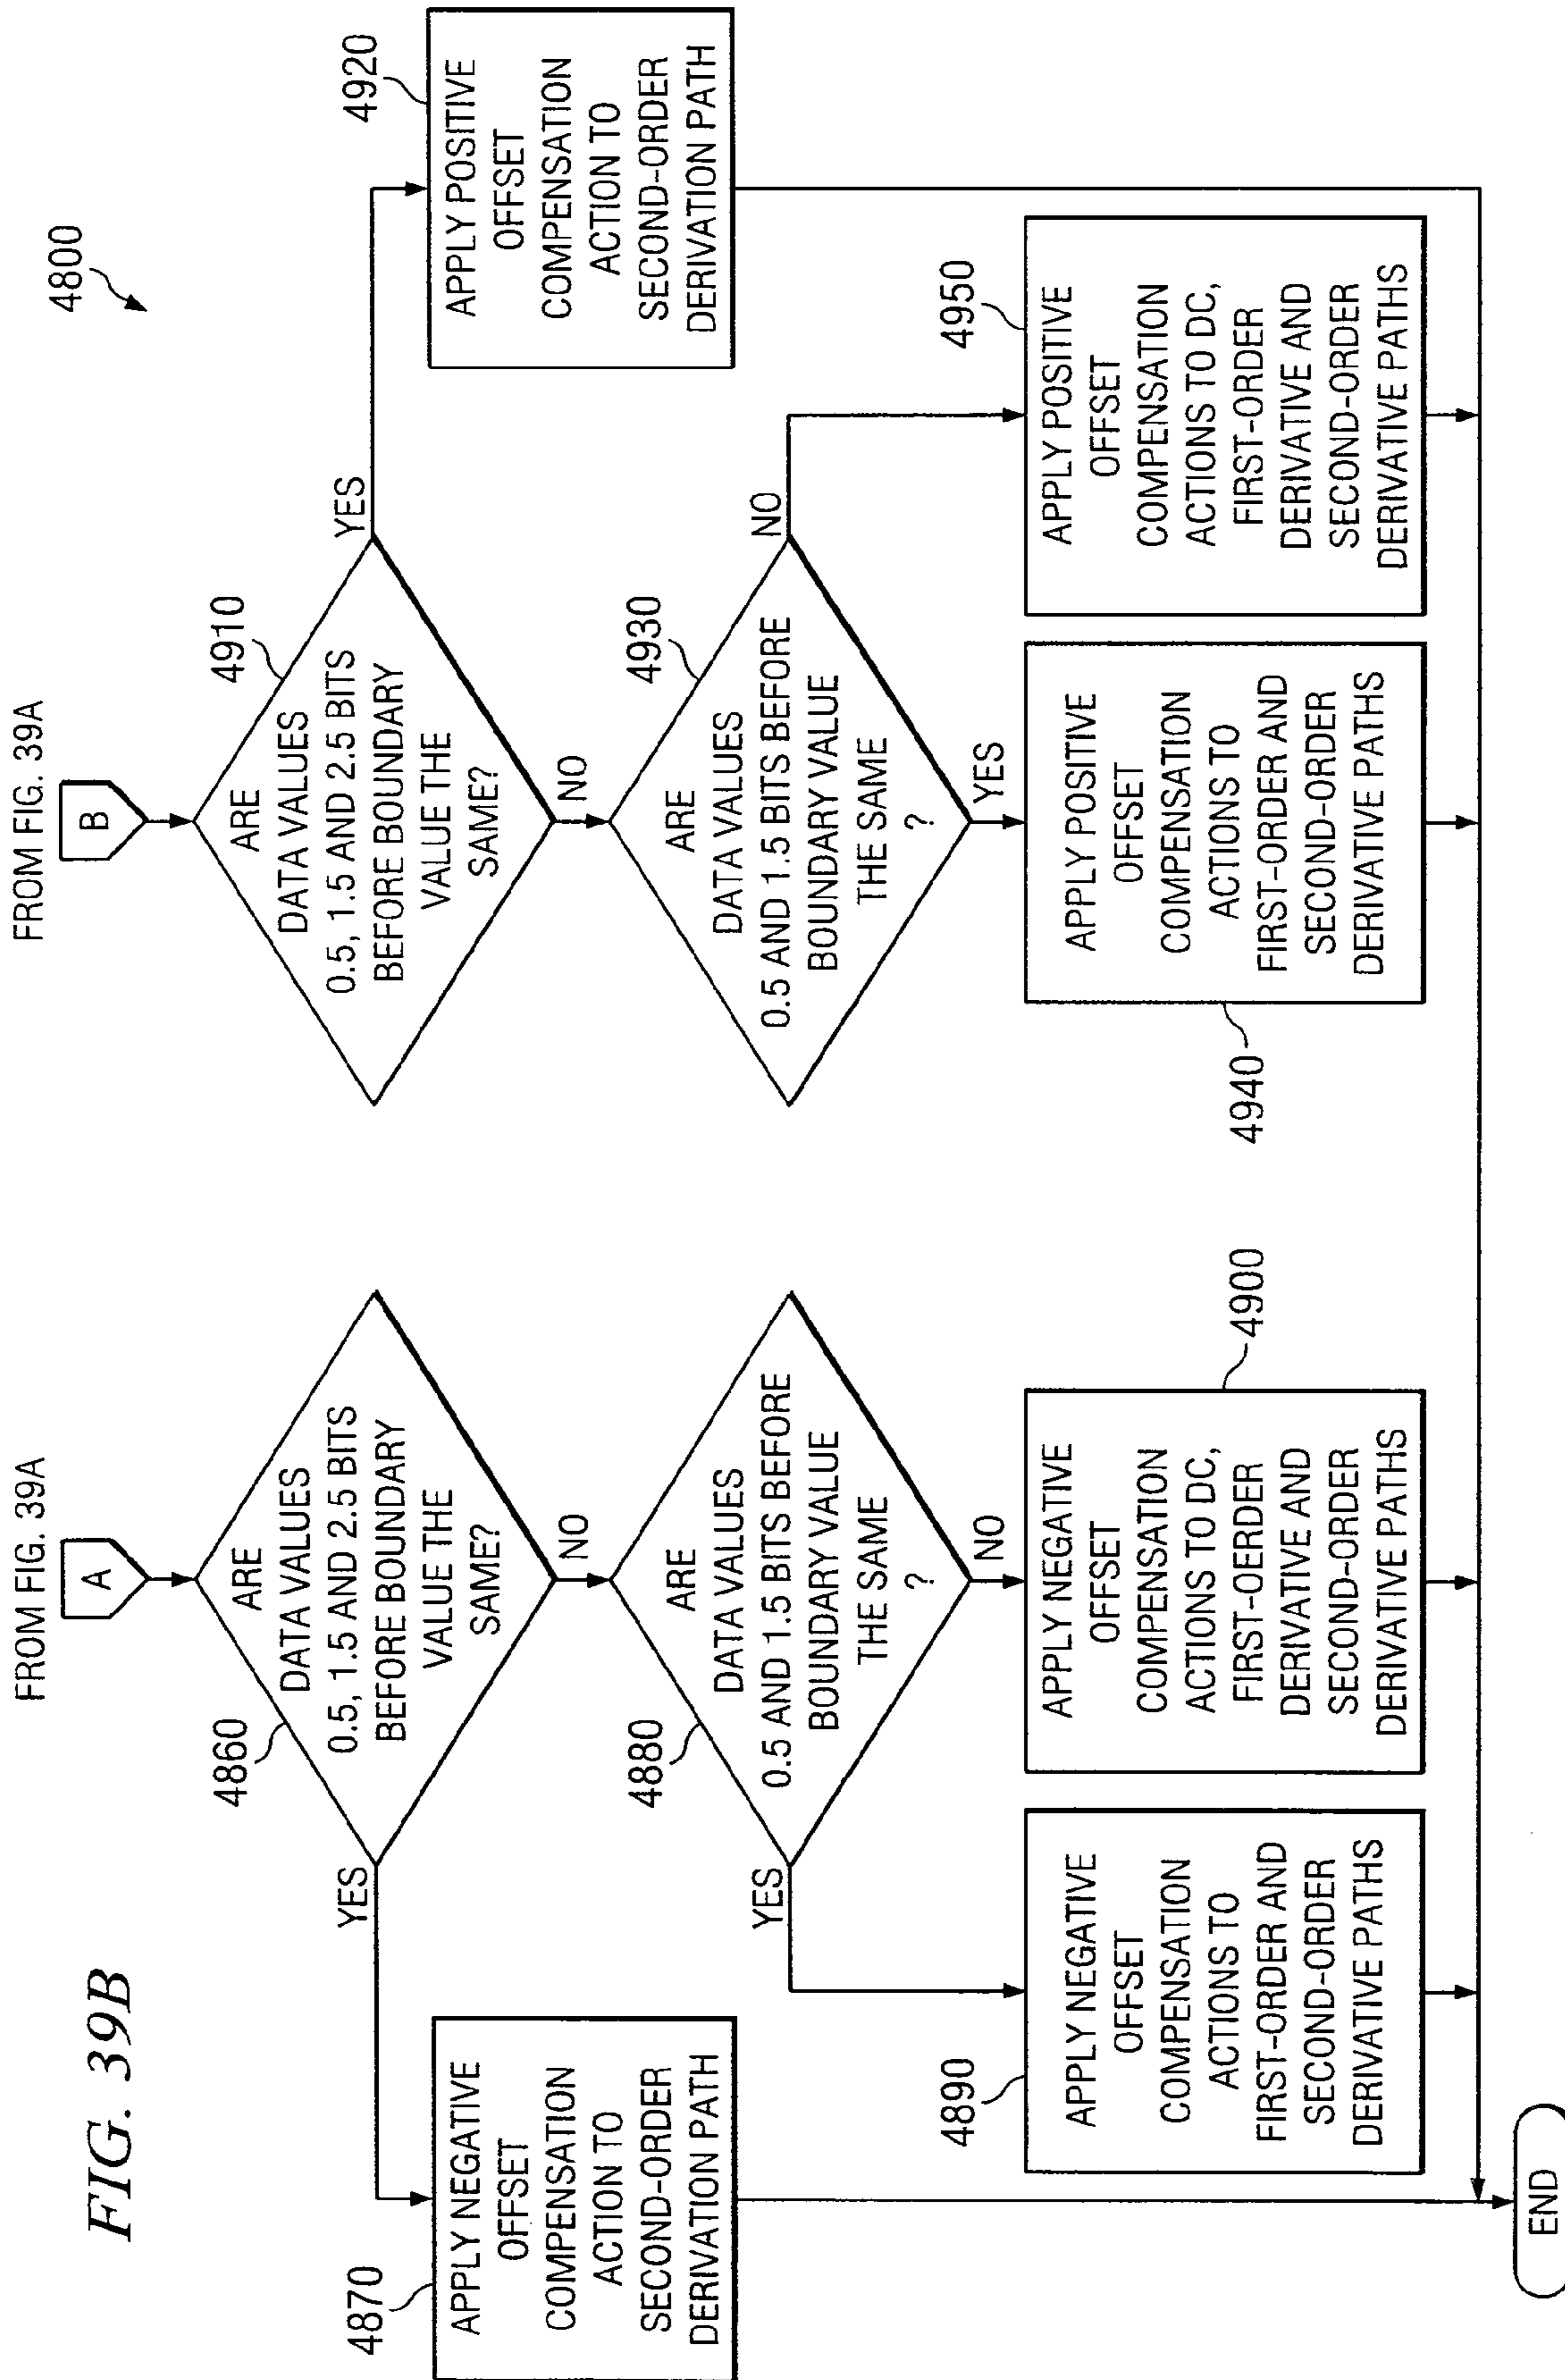 FIG. 39B
4800
FROM FIG. 39A
A
4860
ARE
DATA VALUES
0.5, 1.5 AND 2.5 BITS
BEFORE BOUNDARY
VALUE THE
SAME?
YES
NO
4870
APPLY NEGATIVE
OFFSET
COMPENSATION
ACTION TO
SECOND-ORDER
DERIVATION PATH
4880
ARE
DATA VALUES
0.5 AND 1.5 BITS BEFORE
BOUNDARY VALUE
THE SAME
?
YES
NO
4890
APPLY NEGATIVE
OFFSET
COMPENSATION
ACTIONS TO
FIRST-ORDER AND
SECOND-ORDER
DERIVATIVE PATHS
4900
APPLY NEGATIVE
OFFSET
COMPENSATION
ACTIONS TO DC,
FIRST-OERDER
DERIVATIVE AND
SECOND-ORDER
DERIVATIVE PATHS
FROM FIG. 39A
B
4910
ARE
DATA VALUES
0.5, 1.5 AND 2.5 BITS
BEFORE BOUNDARY
VALUE THE
SAME?
YES
NO
4920
APPLY POSITIVE
OFFSET
COMPENSATION
ACTION TO
SECOND-ORDER
DERIVATION PATH
4930
ARE
DATA VALUES
0.5 AND 1.5 BITS BEFORE
BOUNDARY VALUE
THE SAME
?
NO
YES
4940
APPLY POSITIVE
OFFSET
COMPENSATION
ACTIONS TO
FIRST-ORDER AND
SECOND-ORDER
DERIVATIVE PATHS
4950
APPLY POSITIVE
OFFSET
COMPENSATION
ACTIONS TO DC,
FIRST-ORDER
DERIVATIVE AND
SECOND-ORDER
DERIVATIVE PATHS
END